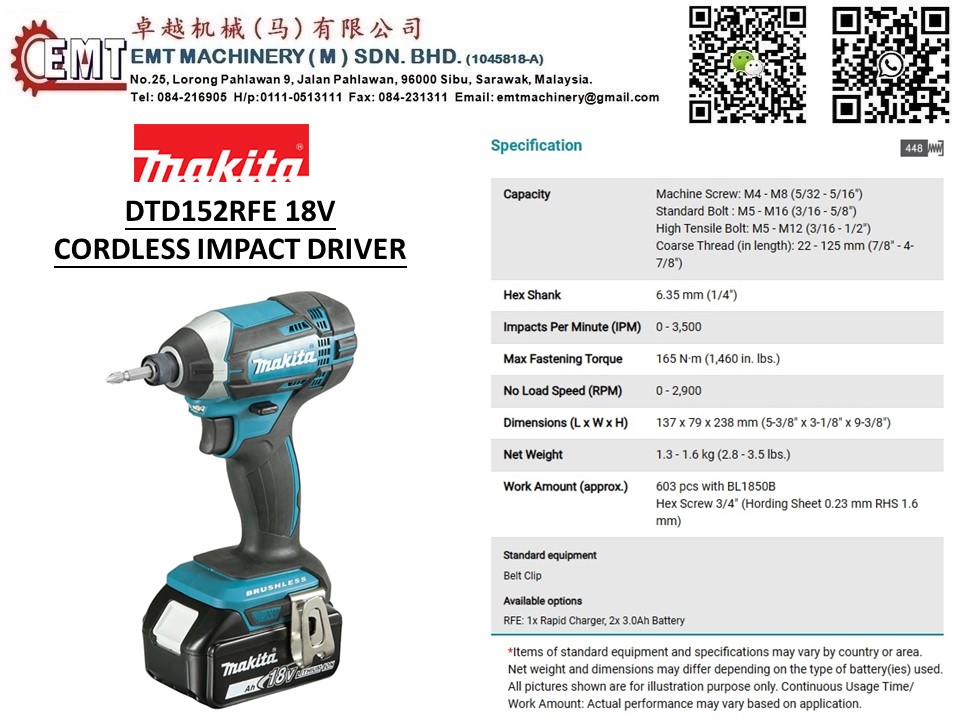 卓越机械(马)有限公司
EMT
EMT MACHINERY ( M ) SDN. BHD. (1045818-A)
No.25, Lorong Pahlawan 9, Jalan Pahlawan, 96000 Sibu, Sarawak, Malaysia.
Tel: 084-216905 H/p:0111-0513111 Fax: 084-231311 Email: emtmachinery@gmail.com
makita®
DTD152RFE 18V
CORDLESS IMPACT DRIVER
makita
BRUSHLESS
makita
Ah 18V LITHIUM-ION
Specification
448
Capacity
Machine Screw: M4 - M8 (5/32 - 5/16")
Standard Bolt : M5 - M16 (3/16 - 5/8")
High Tensile Bolt: M5 - M12 (3/16 - 1/2")
Coarse Thread (in length): 22 - 125 mm (7/8" - 4-
7/8")
Hex Shank 6.35 mm (1/4")
Impacts Per Minute (IPM) 0 - 3,500
Max Fastening Torque 165 N·m (1,460 in. lbs.)
No Load Speed (RPM) 0 - 2,900
Dimensions (L x W x H) 137 x 79 x 238 mm (5-3/8" x 3-1/8" x 9-3/8")
Net Weight 1.3 - 1.6 kg (2.8 - 3.5 lbs.)
Work Amount (approx.) 603 pcs with BL1850B
Hex Screw 3/4" (Hording Sheet 0.23 mm RHS 1.6
mm)
Standard equipment
Belt Clip
Available options
RFE: 1x Rapid Charger, 2x 3.0Ah Battery
*Items of standard equipment and specifications may vary by country or area.
Net weight and dimensions may differ depending on the type of battery(ies) used.
All pictures shown are for illustration purpose only. Continuous Usage Time/
Work Amount: Actual performance may vary based on application.